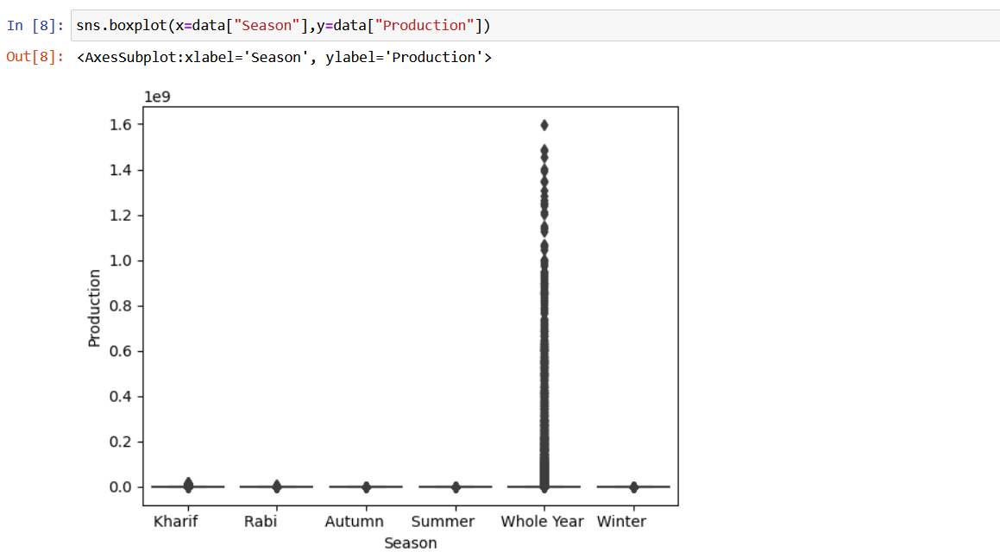 In [8]: sns.boxplot(x=data["Season"],y=data["Production"])
Out[8]: <AxesSubplot:xlabel='Season', ylabel='Production'>
1e9
1.6
1.4
1.2
1.0
0.8
0.6
0.4
0.2
0.0
Production
Kharif Rabi Autumn Summer Whole Year Winter
Season